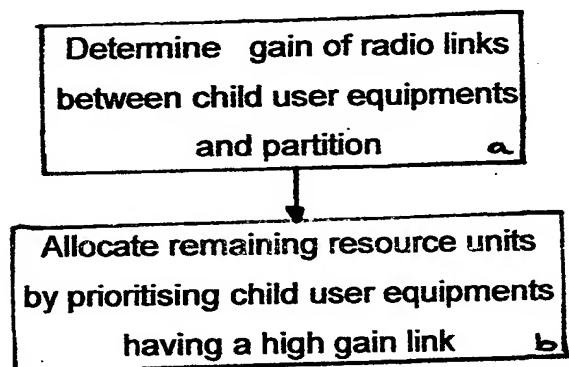 Determine gain of radio links
between child user equipments
and partition a
Allocate remaining resource units
by prioritising child user equipments
having a high gain link b